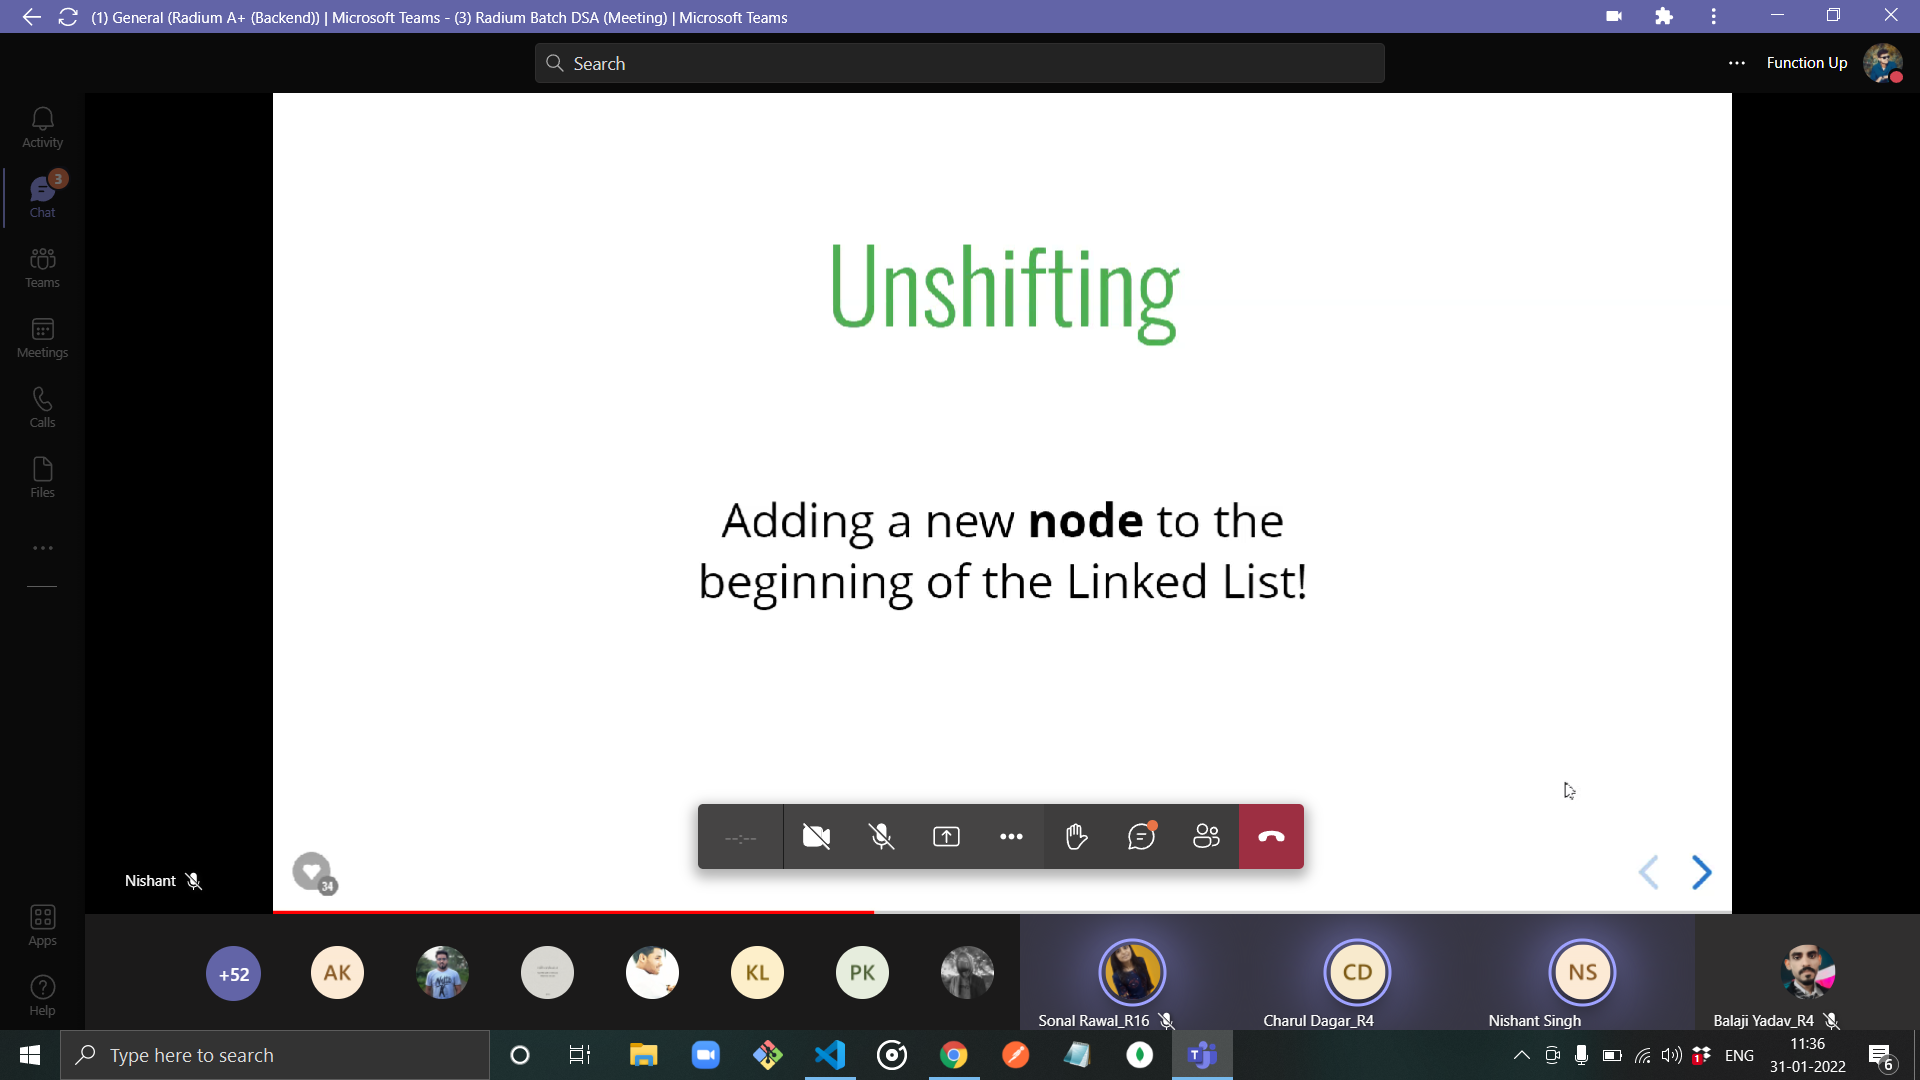 (1) General (Radium A+ (Backend)) | Microsoft Teams - (3) Radium Batch DSA (Meeting) | Microsoft Teams
Search
Function Up
Activity
3
Chat
Teams
Meetings
Calls
Files
Apps
Help
Unshifting
Adding a new node to the
beginning of the Linked List!
--:--
Nishant
34
+52
AK
KL
PK
CD
NS
Sonal Rawal_R16
Charul Dagar_R4
Nishant Singh
Balaji Yadav_R4
Type here to search
T
1
ENG
11:36
31-01-2022
6